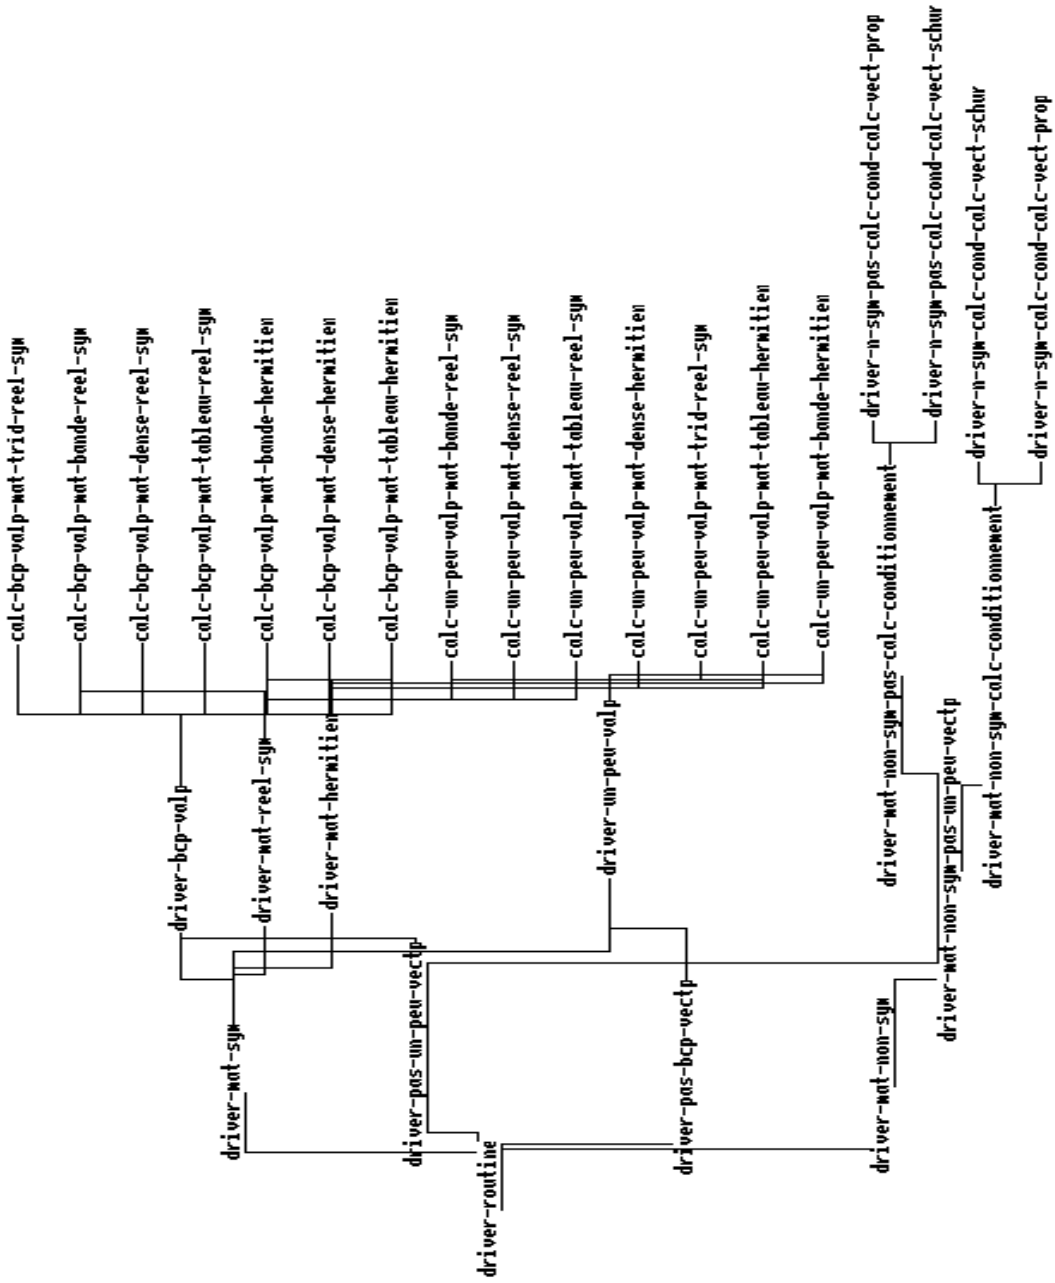 calc-bcp-valp-mat-trid-reel-sym
calc-bcp-valp-mat-bande-reel-sym
calc-bcp-valp-mat-dense-reel-sym
calc-bcp-valp-mat-tableau-reel-sym
calc-bcp-valp-mat-bande-hermitien
calc-bcp-valp-mat-dense-hermitien
calc-bcp-valp-mat-tableau-hermitien
calc-un-peu-valp-mat-bande-reel-sym
calc-un-peu-valp-mat-dense-reel-sym
calc-un-peu-valp-mat-tableau-reel-sym
calc-un-peu-valp-mat-dense-hermitien
calc-un-peu-valp-mat-trid-reel-sym
calc-un-peu-valp-mat-tableau-hermitien
calc-un-peu-valp-mat-bande-hermitien
driver-n-sym-pas-calc-cond-calc-vect-prop
driver-n-sym-pas-calc-cond-calc-vect-schur
driver-n-sym-calc-cond-calc-vect-schur
driver-n-sym-calc-cond-calc-vect-prop
driver-bcp-valp
driver-mat-reel-sym
driver-mat-hermitien
driver-un-peu-valp
driver-mat-non-sym-pas-calc-conditionnement
driver-mat-non-sym-calc-conditionnement
driver-mat-sym
driver-pas-un-peu-vectp
driver-pas-bcp-vectp
driver-mat-non-sym
driver-mat-non-sym-pas-un-peu-vectp
driver-routine